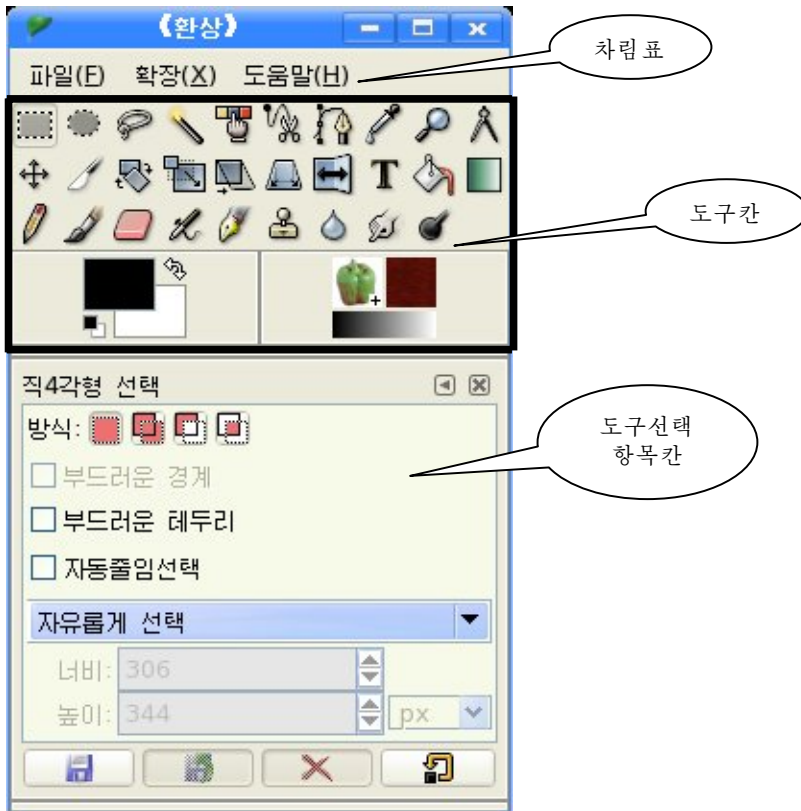 《환상》
파일(F) 확장(X) 도움말(H)
차림표
T
도구칸
직4각형 선택
방식:
부드러운 경계
부드러운 테두리
자동줄임선택
도구선택
항목칸
자유롭게 선택
너비: 306
높이: 344 px